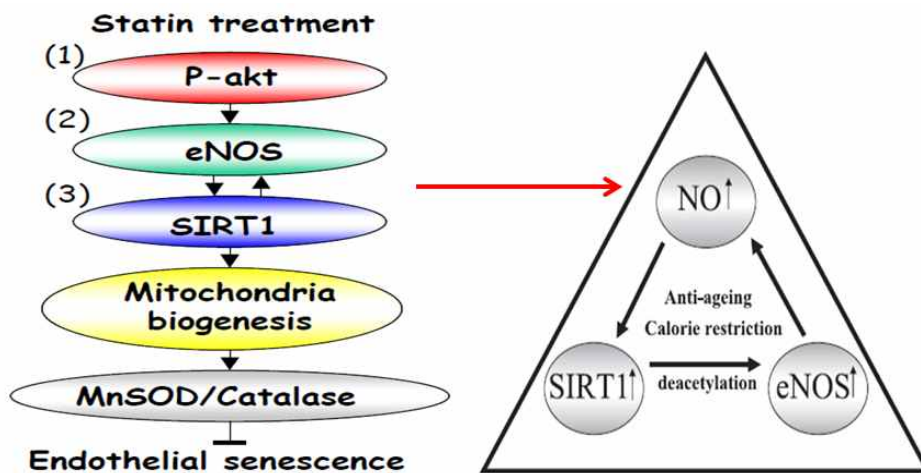 Statin treatment
(1)
P-akt
(2)
eNOS
(3)
SIRT1
Mitochondria
biogenesis
MnSOD/Catalase
Endothelial senescence
NO↑
Anti-ageing
Calorie restriction
SIRT1↑
deacetylation
eNOS↑